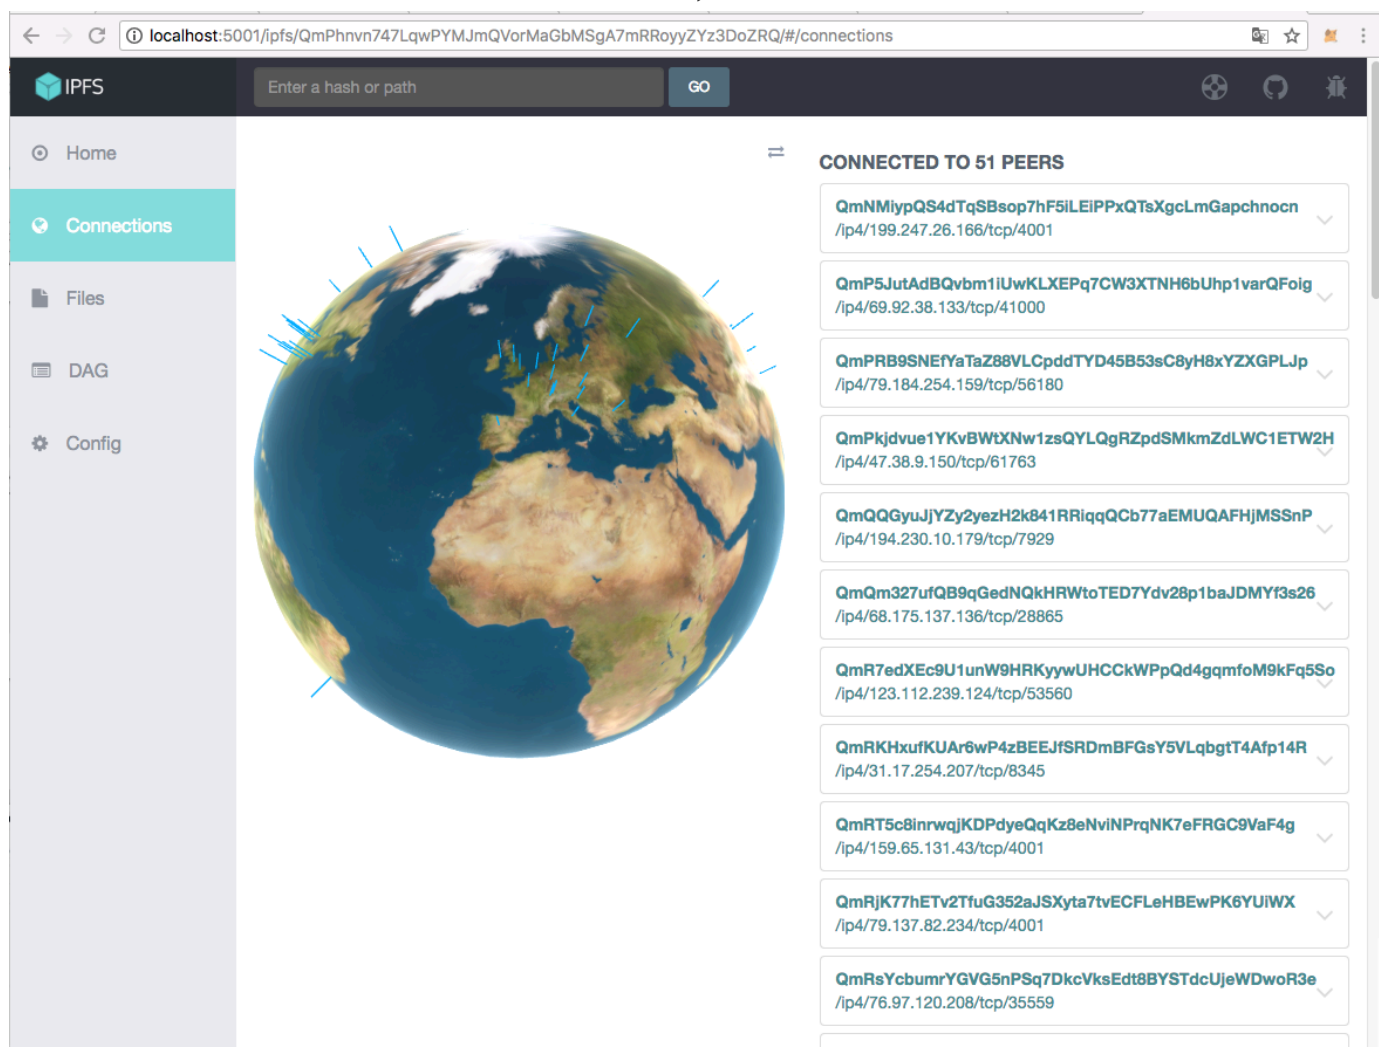 localhost:5001/ipfs/QmPhnvn747LqwPYMJmQVorMaGbMSgA7mRRoyyZYz3DoZRQ/#/connections
IPFS
Enter a hash or path
GO
Home
Connections
Files
DAG
Config
CONNECTED TO 51 PEERS
QmNMiypQS4dTqSBsop7hF5iLEiPPxQTsXgcLmGapchnocn
/ip4/199.247.26.166/tcp/4001
QmP5JutAdBQvbm1iUwKLXEPq7CW3XTNH6bUhp1varQFoig
/ip4/69.92.38.133/tcp/41000
QmPRB9SNEfYaTaZ88VLCpddTYD45B53sC8yH8xYZXGPLJp
/ip4/79.184.254.159/tcp/56180
QmPkjdvue1YKvBWtXNw1zsQYLQgRZpdSMkmZdLWC1ETW2H
/ip4/47.38.9.150/tcp/61763
QmQQGyuJjYZy2yezH2k841RRiqqQCb77aEMUQAFHjMSSnP
/ip4/194.230.10.179/tcp/7929
QmQm327ufQB9qGedNQkHRWtoTED7Ydv28p1baJDMYf3s26
/ip4/68.175.137.136/tcp/28865
QmR7edXEc9U1unW9HRKyywUHCCkWPpQd4gqmfoM9kFq5So
/ip4/123.112.239.124/tcp/53560
QmRKHxufKUAr6wP4zBEEJfSRDmBFGsY5VLqbgtT4Afp14R
/ip4/31.17.254.207/tcp/8345
QmRT5c8inrwqjKDPdyeQqKz8eNviNPrqNK7eFRGC9VaF4g
/ip4/159.65.131.43/tcp/4001
QmRjK77hETv2TfuG352aJSXyta7tvECFLeHBEwPK6YUiWX
/ip4/79.137.82.234/tcp/4001
QmRsYcbumrYGVG5nPSq7DkcVksEdt8BYSTdcUjeWDwoR3e
/ip4/76.97.120.208/tcp/35559